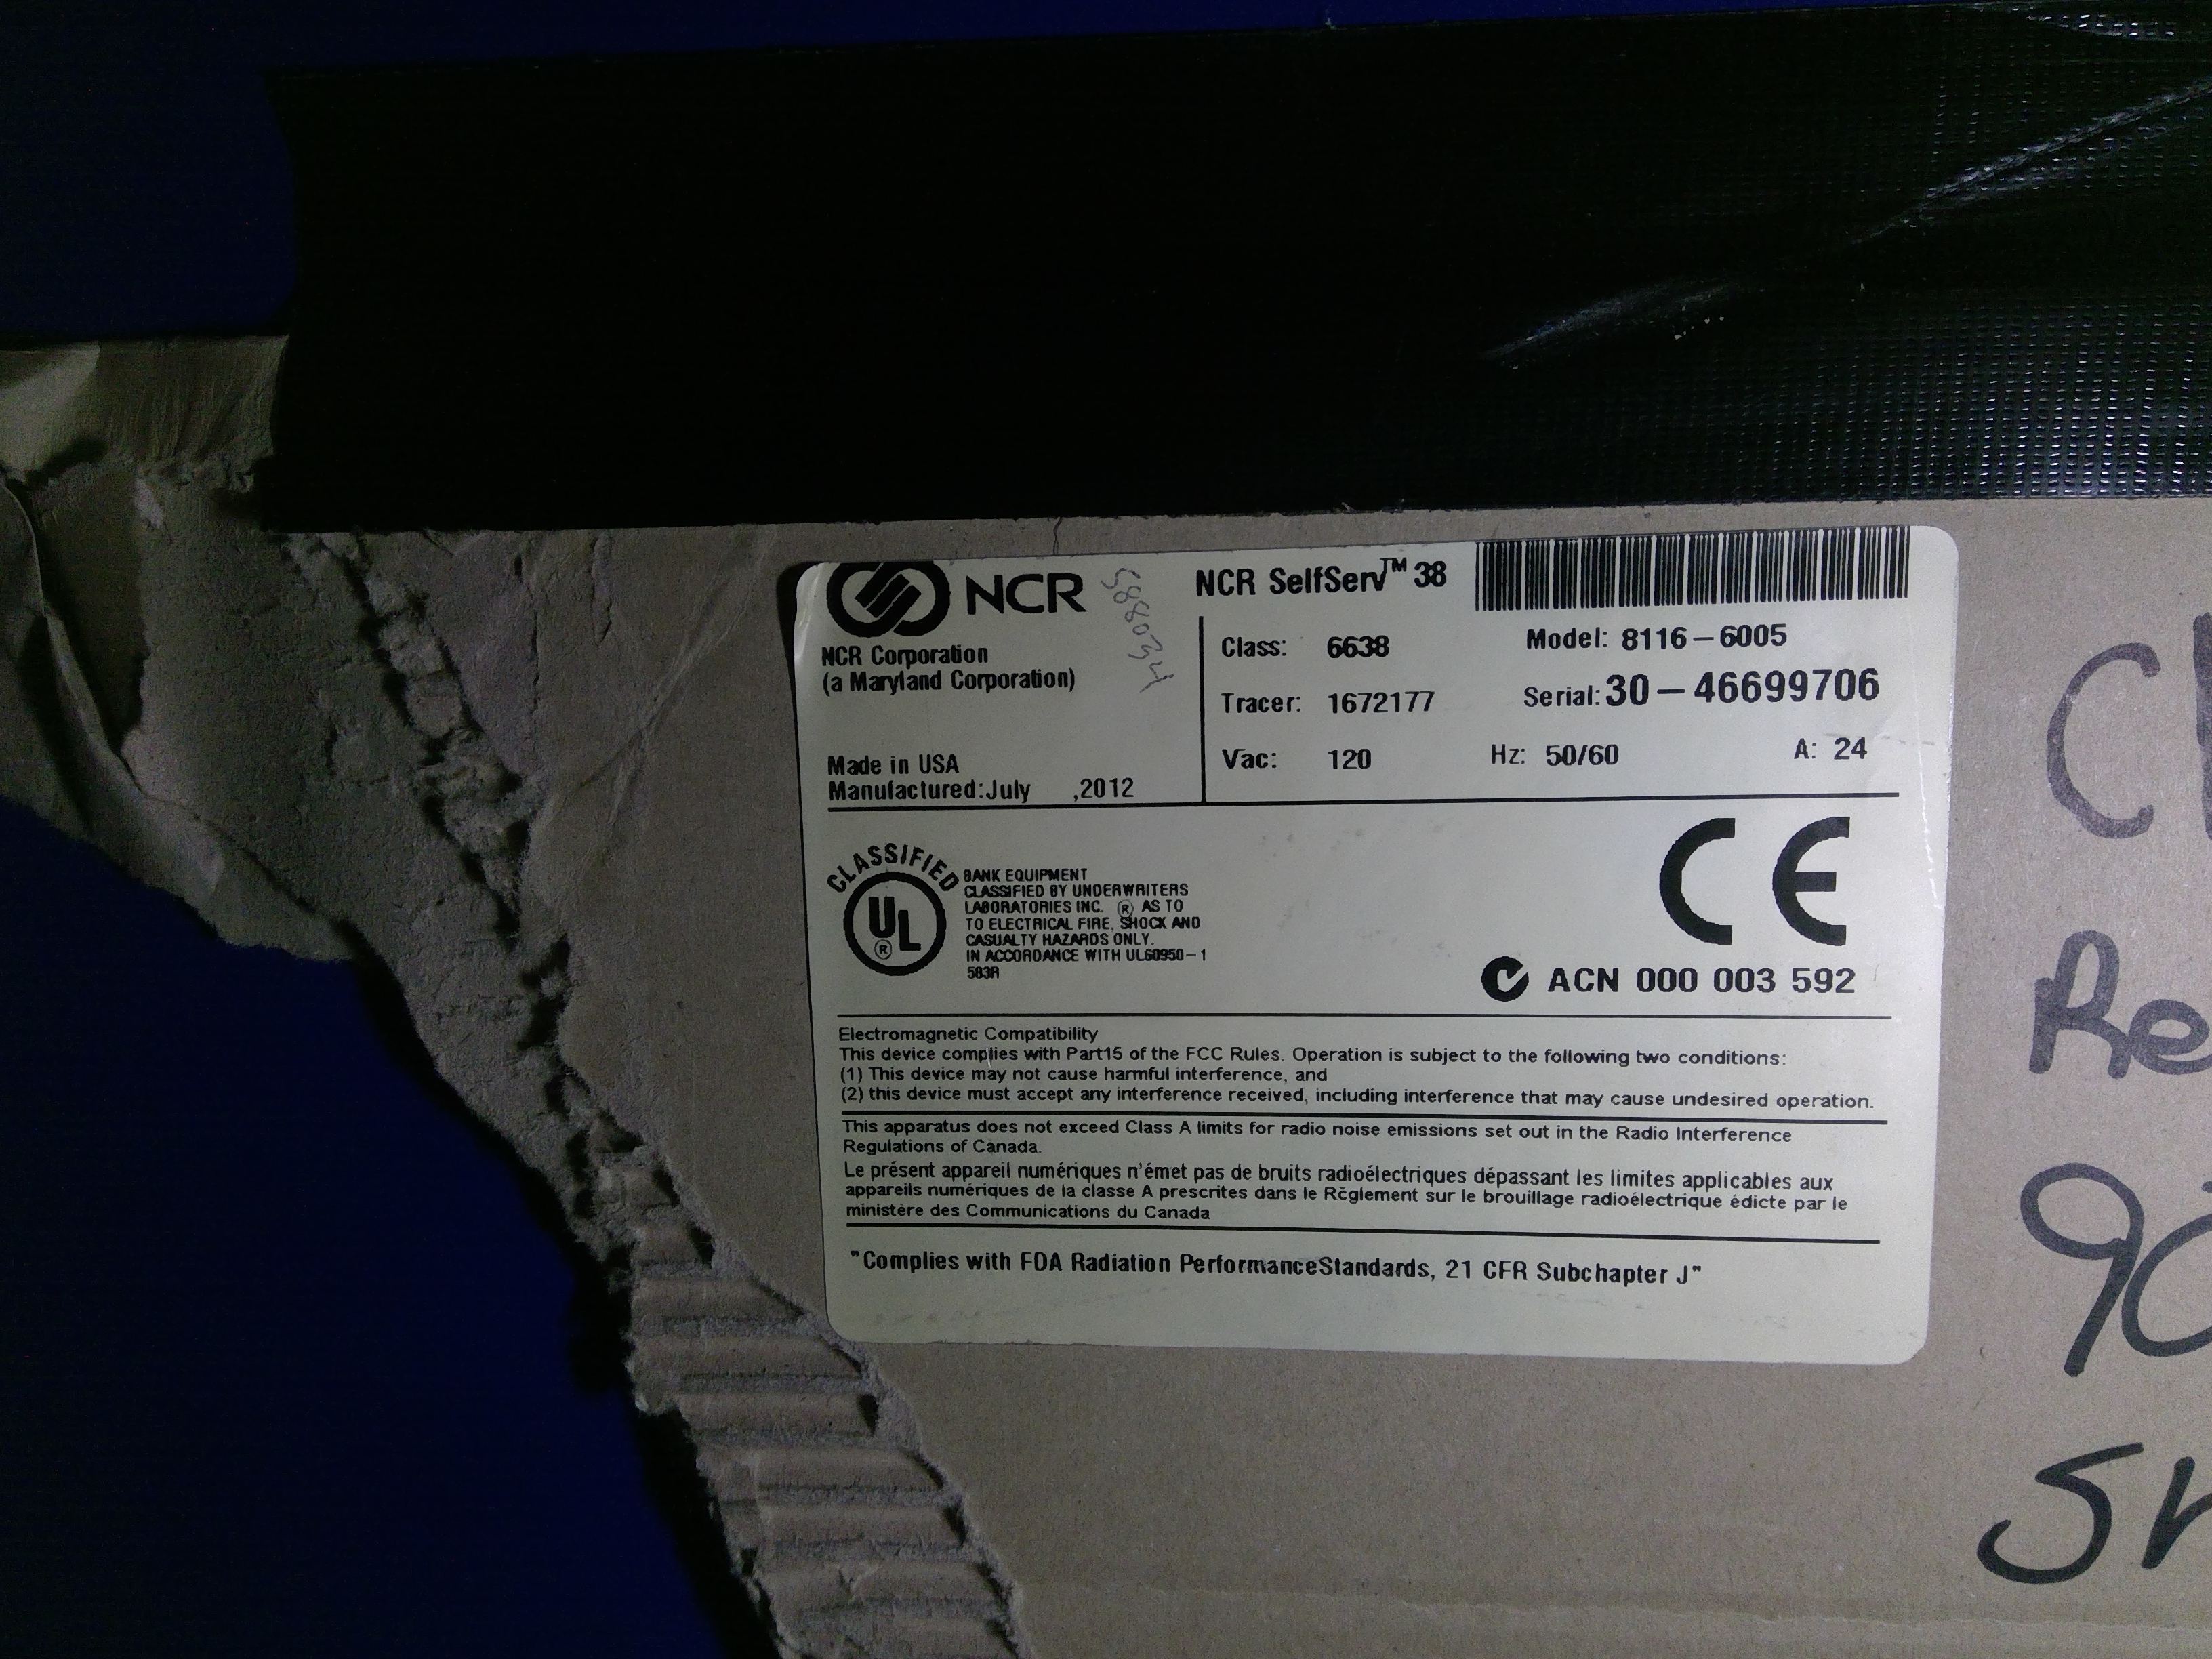 NCR
NCR SelfServ™ 38
NCR Corporation
(a Maryland Corporation)
Made in USA
Manufactured:July ,2012
Class: 6638 Model: 8116-6005
Tracer: 1672177 Serial: 30-46699706
Vac: 120 Hz: 50/60 A: 24
CLASSIFIED
UL
®
BANK EQUIPMENT
CLASSIFIED BY UNDERWRITERS
LABORATORIES INC. ® AS TO
TO ELECTRICAL FIRE, SHOCK AND
CASUALTY HAZARDS ONLY.
IN ACCORDANCE WITH UL60950-1
583A
CE
ACN 000 003 592
Electromagnetic Compatibility
This device complies with Part15 of the FCC Rules. Operation is subject to the following two conditions:
(1) This device may not cause harmful interference, and
(2) this device must accept any interference received, including interference that may cause undesired operation.
This apparatus does not exceed Class A limits for radio noise emissions set out in the Radio Interference
Regulations of Canada.
Le présent appareil numériques n'émet pas de bruits radioélectriques dépassant les limites applicables aux
appareils numériques de la classe A prescrites dans le Rčglement sur le brouillage radioélectrique édicte par le
ministère des Communications du Canada
"Complies with FDA Radiation PerformanceStandards, 21 CFR Subchapter J"
Re